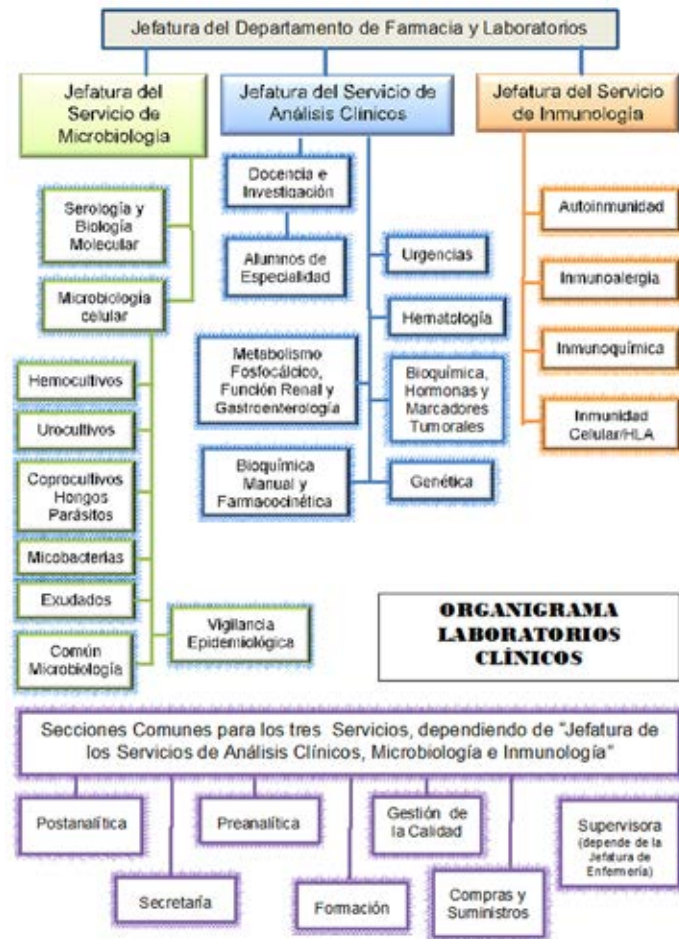 Jefatura del Departamento de Farmacia y Laboratorios
Jefatura del
Servicio de
Microbiología
Jefatura del Servicio de
Análisis Clínicos
Jefatura del Servicio
de Inmunología
Serología y
Biología
Molecular
Microbiología
celular
Hemocultivos
Urocultivos
Coprocultivos
Hongos
Parásitos
Micobacterias
Exudados
Común
Microbiología
Vigilancia
Epidemiológica
Docencia e
Investigación
Alumnos de
Especialidad
Urgencias
Hematología
Metabolismo
Fosfocálcico,
Función Renal y
Gastroenterología
Bioquímica,
Hormonas y
Marcadores
Tumorales
Bioquímica
Manual y
Farmacocinética
Genética
Autoinmunidad
Inmunoalergia
Inmunoquímica
Inmunidad
Celular/HLA
ORGANIGRAMA
LABORATORIOS
CLÍNICOS
Secciones Comunes para los tres Servicios, dependiendo de "Jefatura de
los Servicios de Análisis Clínicos, Microbiología e Inmunología"
Postanalítica
Secretaría
Preanalítica
Formación
Gestión de
la Calidad
Compras y
Suministros
Supervisora
(depende de la
Jefatura de
Enfermería)